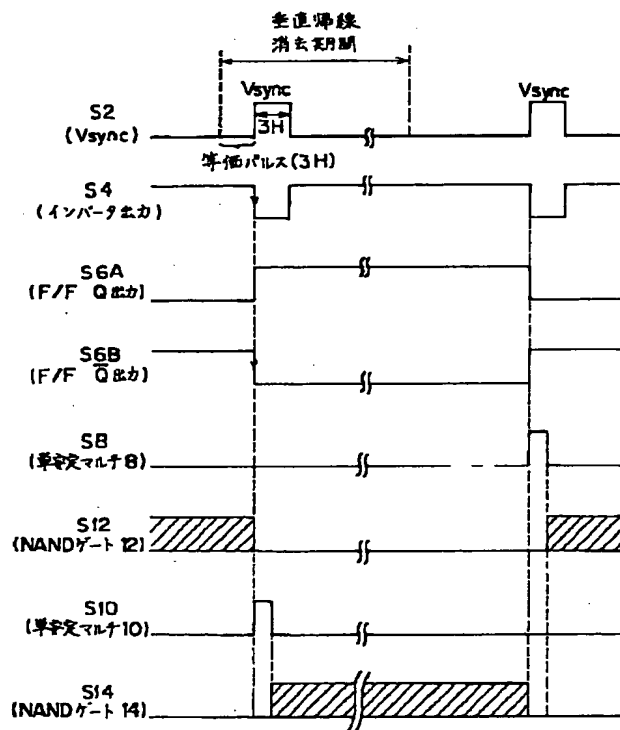 垂直帰線
消去期間
Vsync
Vsync
S2
(Vsync)
3H
等価パルス(3H)
S4
(インバータ出力)
S6A
(F/F Q出力)
S6B
(F/F Q̅出力)
S8
(単安定マルチ8)
S12
(NANDゲート12)
S10
(単安定マルチ10)
S14
(NANDゲート14)